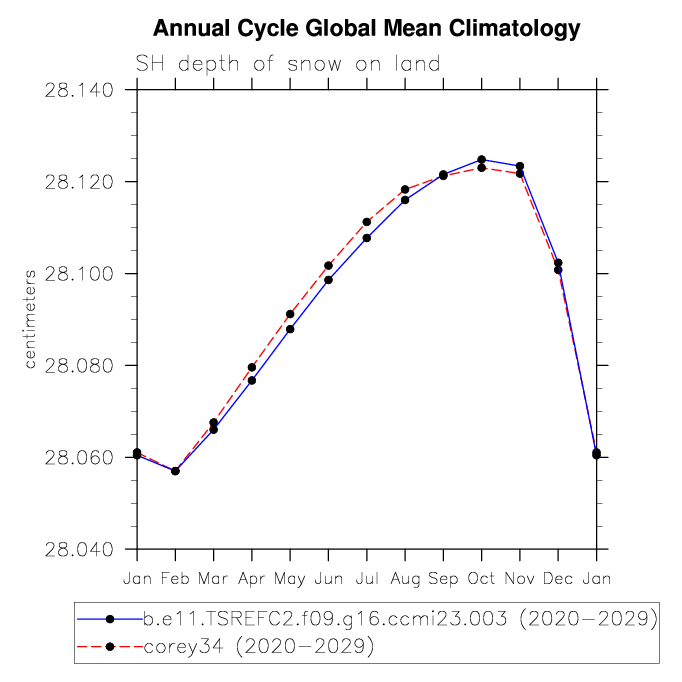 Annual Cycle Global Mean Climatology
SH depth of snow on land
28.140
28.120
28.100
28.080
28.060
28.040
centimeters
Jan Feb Mar Apr May Jun Jul Aug Sep Oct Nov Dec Jan
b.e11.TSREFC2.f09.g16.ccmi23.003 (2020-2029)
corey34 (2020-2029)